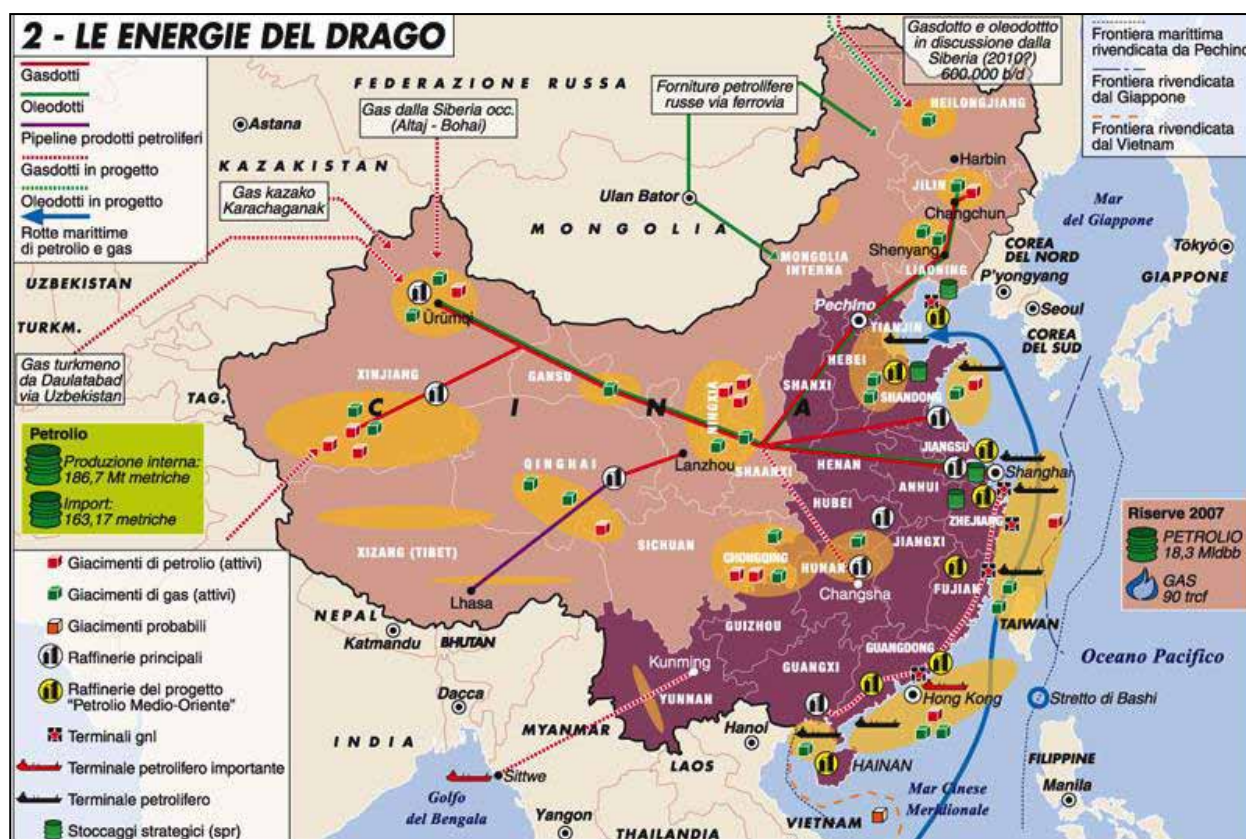 2 - LE ENERGIE DEL DRAGO
Gasdotti
Oleodotti
Pipeline prodotti petroliferi
Gasdotti in progetto
Oleodotti in progetto
Rotte marittime
di petrolio e gas
FEDERAZIONE RUSSA
Astana
KAZAKISTAN
Gas dalla Siberia occ.
(Altaj - Bohai)
Gas kazako
Karachaganak
Forniture petrolifere
russe via ferrovia
Gasdotto e oleodottto
in discussione dalla
Siberia (2010?)
600.000 b/d
Frontiera marittima
rivendicata da Pechino
Frontiera rivendicata
dal Giappone
Frontiera rivendicata
dal Vietnam
HEILONGJIANG
Harbin
JILIN
Changchun
Ulan Bator
MONGOLIA
Shenyang
MONGOLIA
INTERNA
LIAONING
Mar
del Giappone
COREA
DEL NORD
P'yongyang
Tōkyō
GIAPPONE
Seoul
COREA
DEL SUD
UZBEKISTAN
TURKM.
Gas turkmeno
da Daulatabad
via Uzbekistan
TAG.
Ürümqi
XINJIANG
GANSU
CINA
NINGXIA
Pechino
TIANJIN
HEBEI
SHANXI
SHANDONG
Petrolio
Produzione interna:
186,7 Mt metriche
Import:
163,17 metriche
QINGHAI
Lanzhou
SHAANXI
HENAN
JIANGSU
Shanghai
ANHUI
HUBEI
ZHEJIANG
XIZANG (TIBET)
SICHUAN
CHONGQING
HUNAN
JIANGXI
Changsha
FUJIAN
TAIWAN
Riserve 2007
PETROLIO
18,3 Mldbb
GAS
90 trcf
Giacimenti di petrolio (attivi)
Giacimenti di gas (attivi)
Giacimenti probabili
Raffinerie principali
Raffinerie del progetto
"Petrolio Medio-Oriente"
Terminali gnl
Terminale petrolifero importante
Terminale petrolifero
Stoccaggi strategici (spr)
Lhasa
NEPAL
Katmandu
BHUTAN
GUIZHOU
Kunming
YUNNAN
GUANGXI
GUANGDONG
Hong Kong
Oceano Pacifico
Stretto di Bashi
Dacca
INDIA
MYANMAR
Hanoi
LAOS
HAINAN
FILIPPINE
Manila
Sittwe
Golfo
del Bengala
Yangon
THAILANDIA
VIETNAM
Mar Cinese
Meridionale